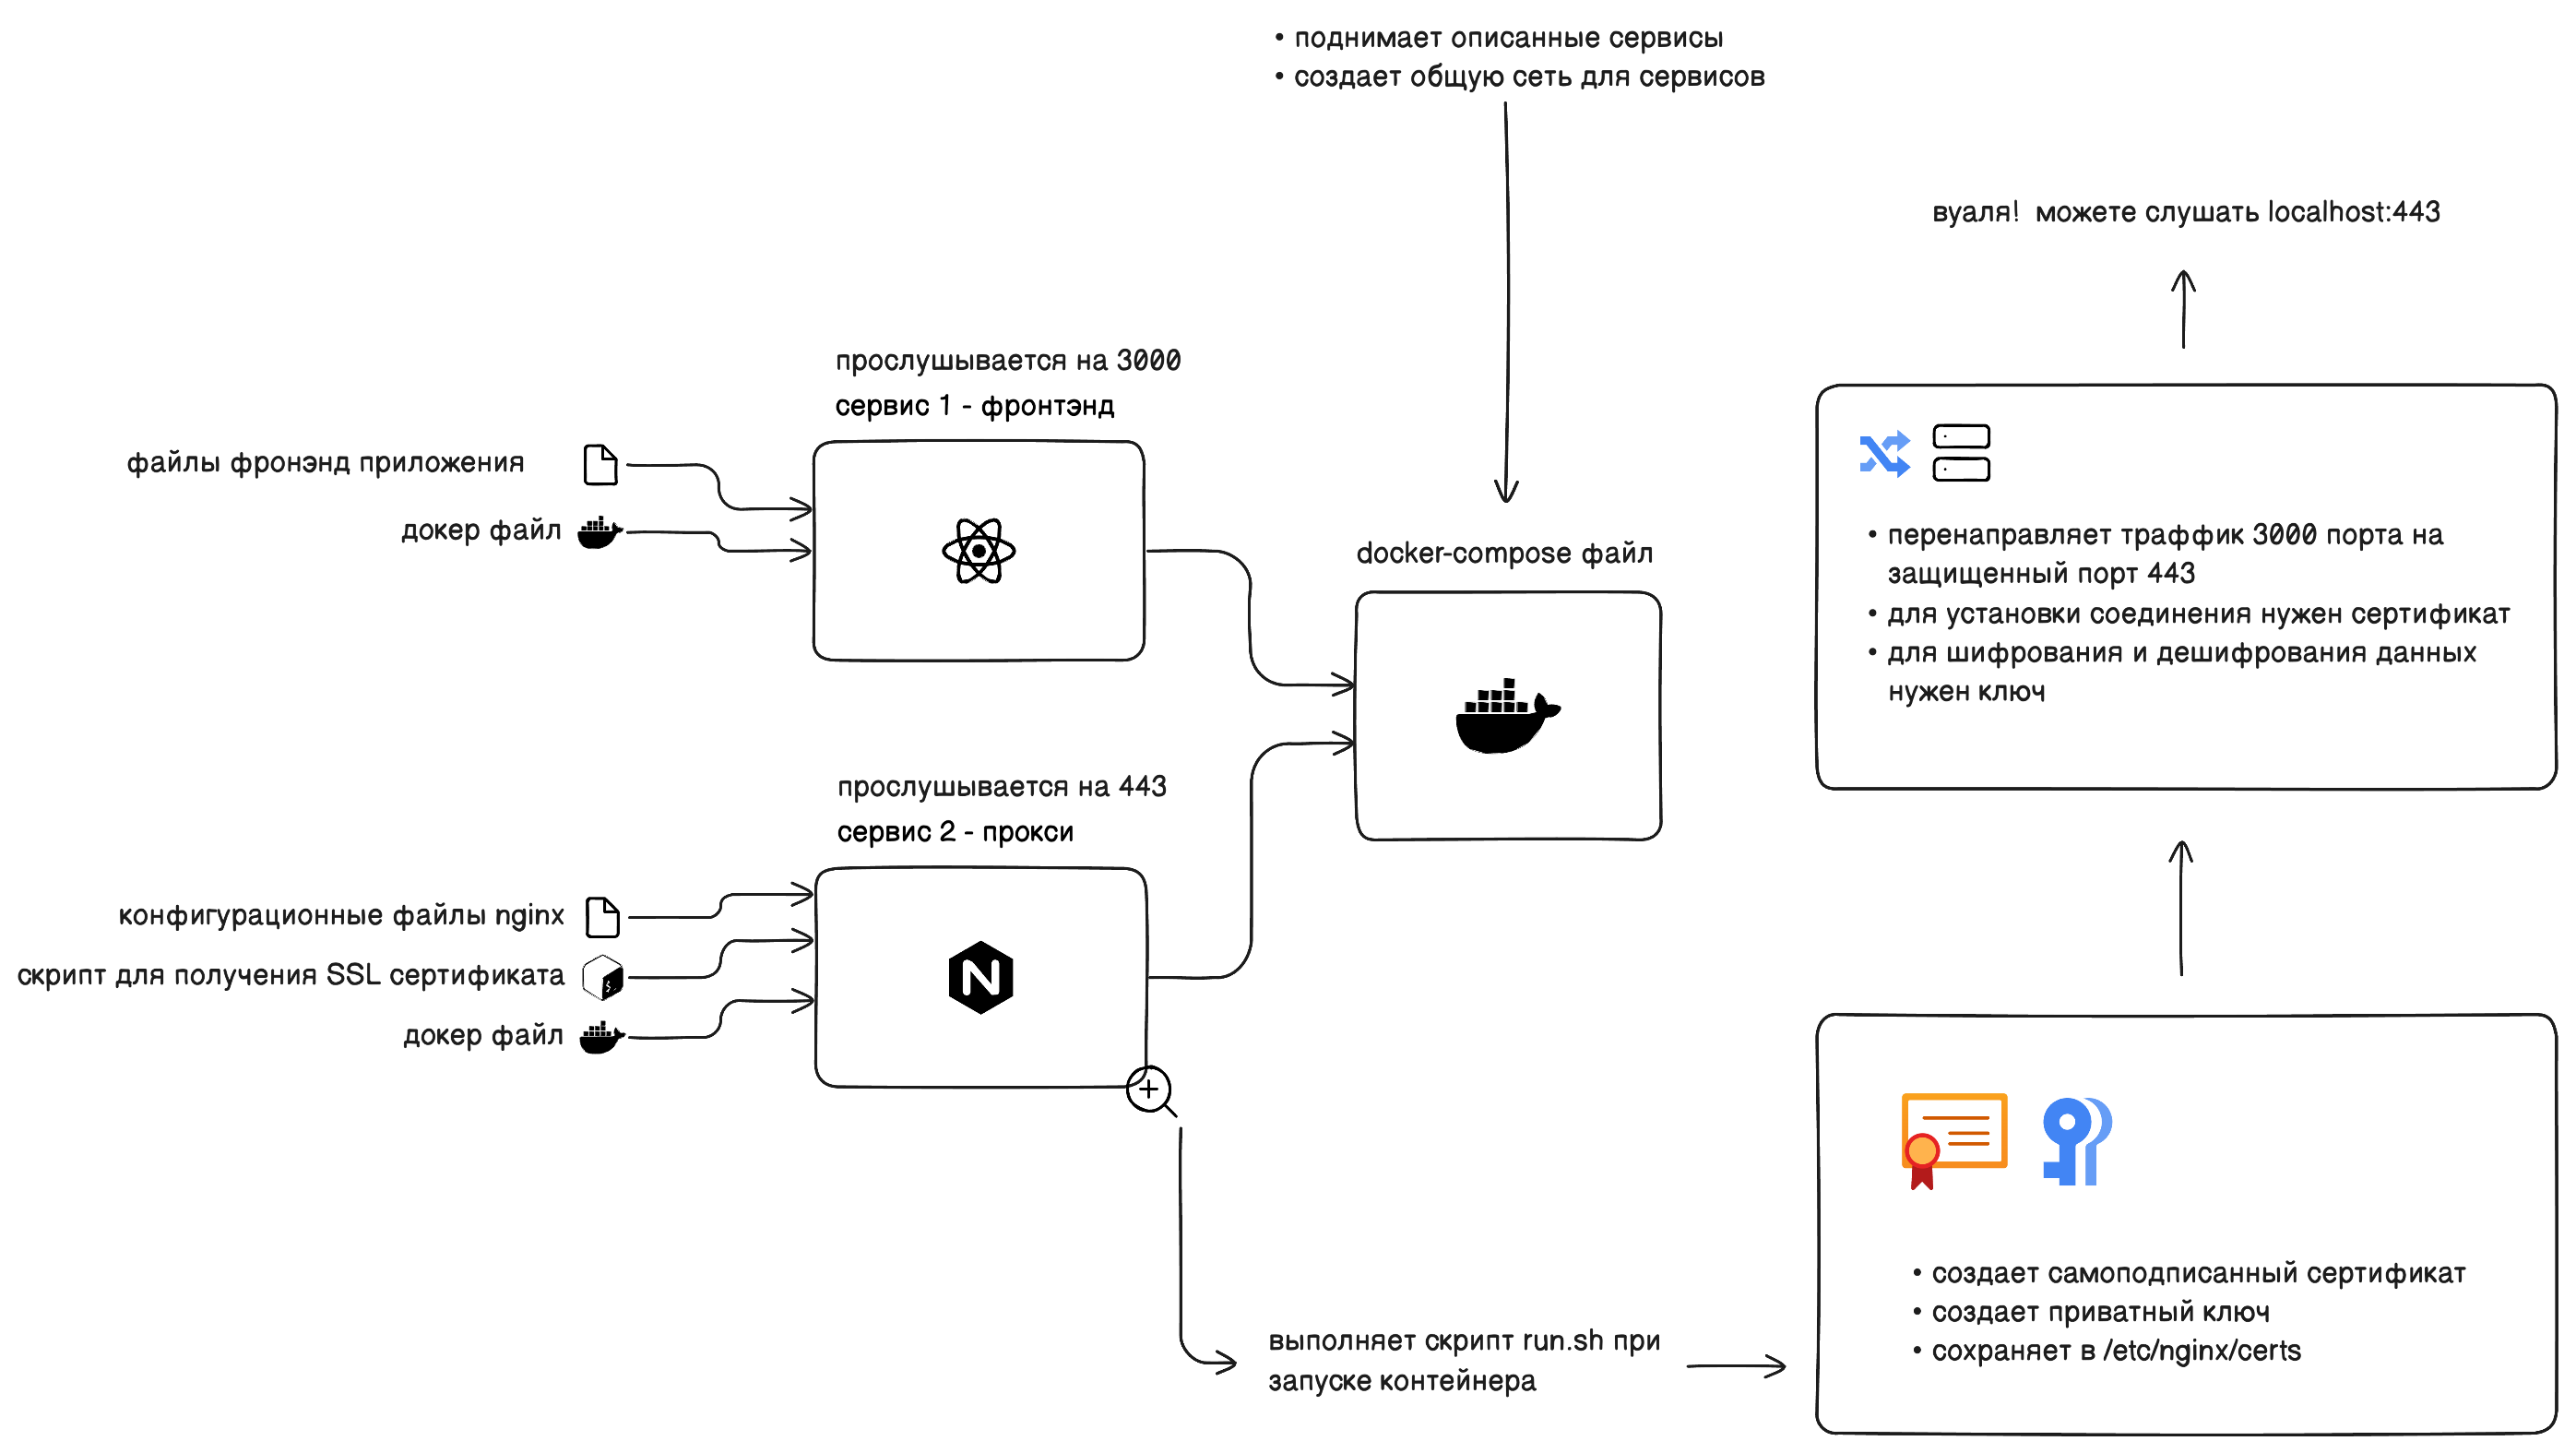 • поднимает описанные сервисы
• создает общую сеть для сервисов
вуаля! можете слушать localhost:443
прослушивается на 3000
сервис 1 - фронтэнд
файлы фронэнд приложения
докер файл
docker-compose файл
• перенаправляет траффик 3000 порта на
защищенный порт 443
• для установки соединения нужен сертификат
• для шифрования и дешифрования данных
нужен ключ
прослушивается на 443
сервис 2 - прокси
конфигурационные файлы nginx
скрипт для получения SSL сертификата
докер файл
выполняет скрипт run.sh при
запуске контейнера
• создает самоподписанный сертификат
• создает приватный ключ
• сохраняет в /etc/nginx/certs